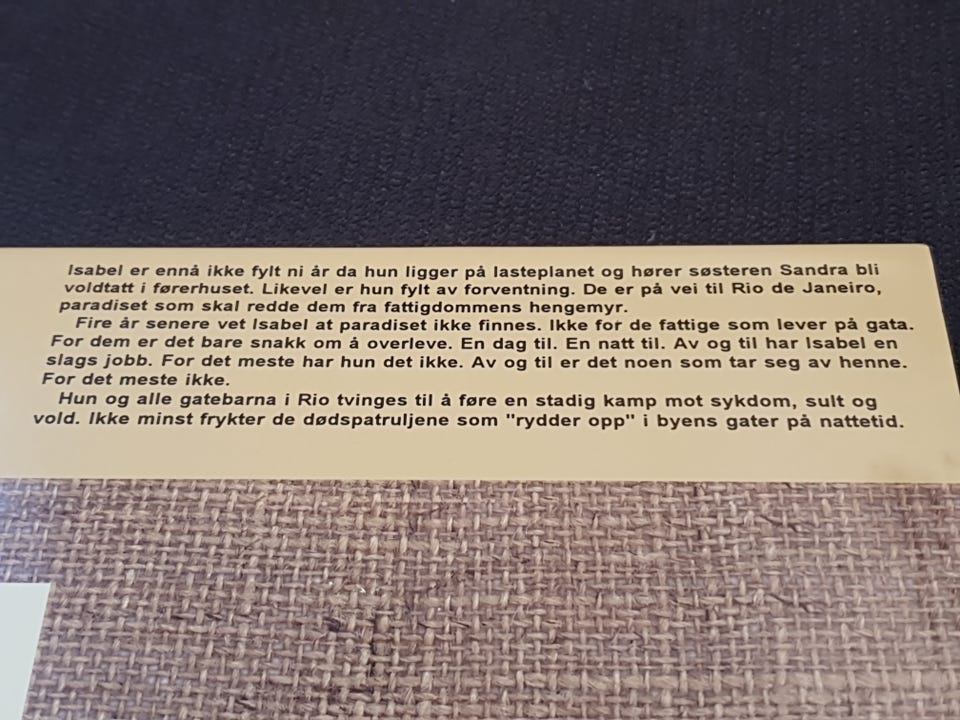 Isabel er ennå ikke fylt ni år da hun ligger på lasteplanet og hører søsteren Sandra bli
voldtatt i førerhuset. Likevel er hun fylt av forventning. De er på vei til Rio de Janeiro,
paradiset som skal redde dem fra fattigdommens hengemyr.
Fire år senere vet Isabel at paradiset ikke finnes. Ikke for de fattige som lever på gata.
For dem er det bare snakk om å overleve. En dag til. En natt til. Av og til har Isabel en
slags jobb. For det meste har hun det ikke. Av og til er det noen som tar seg av henne.
For det meste ikke.
Hun og alle gatebarna i Rio tvinges til å føre en stadig kamp mot sykdom, sult og
vold. Ikke minst frykter de dødspatruljene som "rydder opp" i byens gater på nattetid.